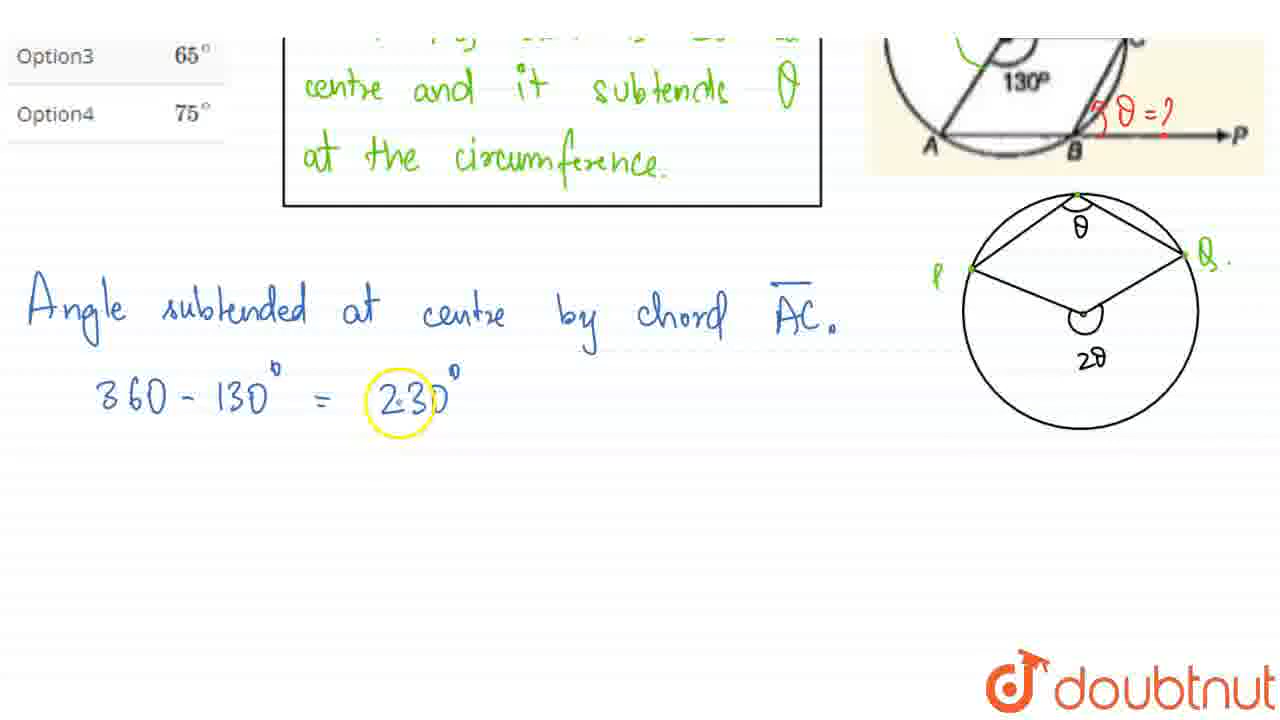 Option3 65°
Option4 75°
centre and it subtends θ
at the circumference.
130°
θ = ?
A
B
P
θ
P
Q.
2θ
Angle subtended at centre by chord AC.
360 - 130° = 230°
doubtnut